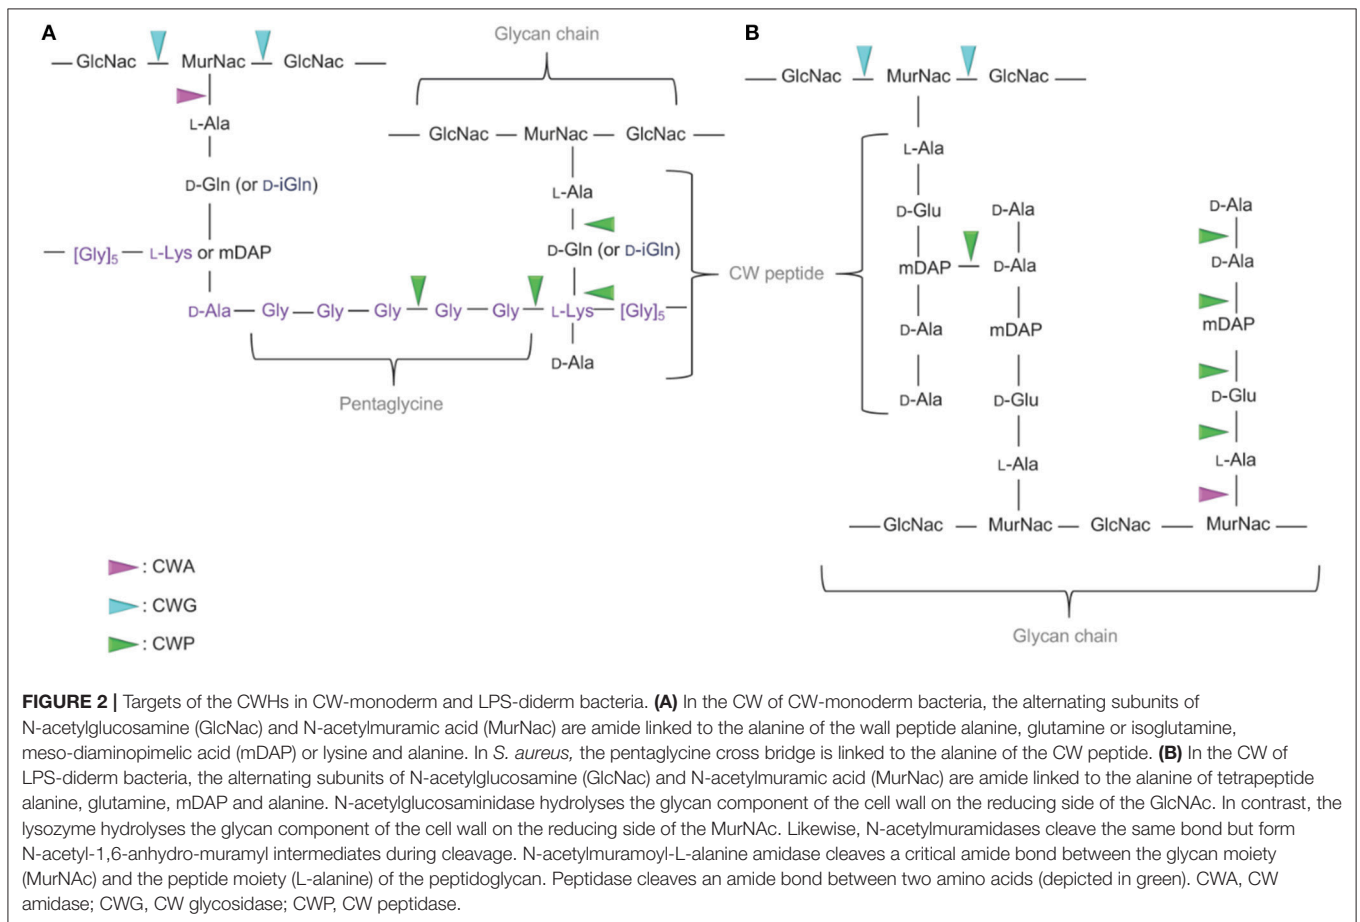 A
Glycan chain
GlcNac — MurNac — GlcNac
L-Ala
D-Gln (or D-iGln)
[Gly]5 — L-Lys or mDAP
D-Ala — Gly — Gly — Gly — Gly — Gly — L-Lys — [Gly]5
Pentaglycine
GlcNac — MurNac — GlcNac
L-Ala
D-Gln (or D-iGln)
D-Ala
CW peptide
B
GlcNac — MurNac — GlcNac
L-Ala
D-Glu
mDAP — D-Ala
D-Ala
D-Ala
D-Ala
mDAP
D-Glu
L-Ala
D-Ala
D-Ala
mDAP
D-Glu
L-Ala
GlcNac — MurNac — GlcNac — MurNac
Glycan chain
: CWA
: CWG
: CWP
FIGURE 2 | Targets of the CWHs in CW-monoderm and LPS-diderm bacteria. (A) In the CW of CW-monoderm bacteria, the alternating subunits of
N-acetylglucosamine (GlcNac) and N-acetylmuramic acid (MurNac) are amide linked to the alanine of the wall peptide alanine, glutamine or isoglutamine,
meso-diaminopimelic acid (mDAP) or lysine and alanine. In S. aureus, the pentaglycine cross bridge is linked to the alanine of the CW peptide. (B) In the CW of
LPS-diderm bacteria, the alternating subunits of N-acetylglucosamine (GlcNac) and N-acetylmuramic acid (MurNac) are amide linked to the alanine of tetrapeptide
alanine, glutamine, mDAP and alanine. N-acetylglucosaminidase hydrolyses the glycan component of the cell wall on the reducing side of the GlcNAc. In contrast, the
lysozyme hydrolyses the glycan component of the cell wall on the reducing side of the MurNAc. Likewise, N-acetylmuramidases cleave the same bond but form
N-acetyl-1,6-anhydro-muramyl intermediates during cleavage. N-acetylmuramoyl-L-alanine amidase cleaves a critical amide bond between the glycan moiety
(MurNAc) and the peptide moiety (L-alanine) of the peptidoglycan. Peptidase cleaves an amide bond between two amino acids (depicted in green). CWA, CW
amidase; CWG, CW glycosidase; CWP, CW peptidase.